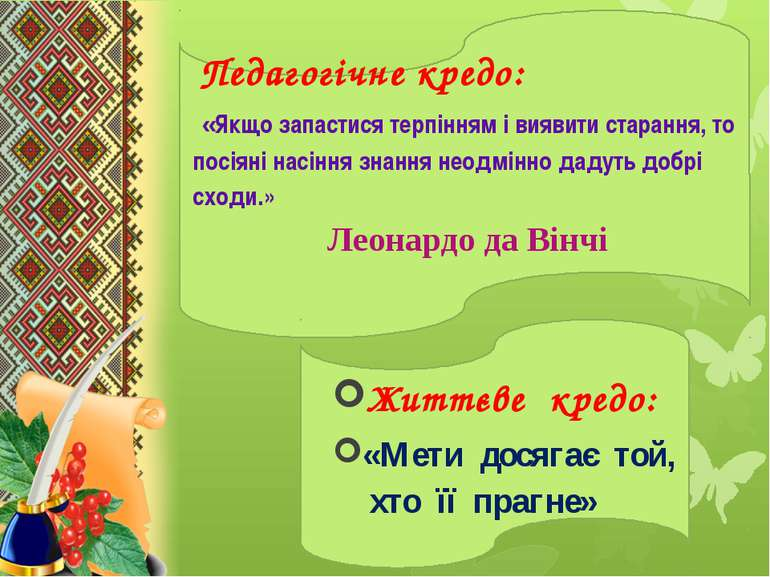 Педагогічне кредо:
«Якщо запастися терпінням і виявити старання, то
посіяні насіння знання неодмінно дадуть добрі
сходи.»
Леонардо да Вінчі
Життєве кредо:
«Мети досягає той,
хто її прагне»